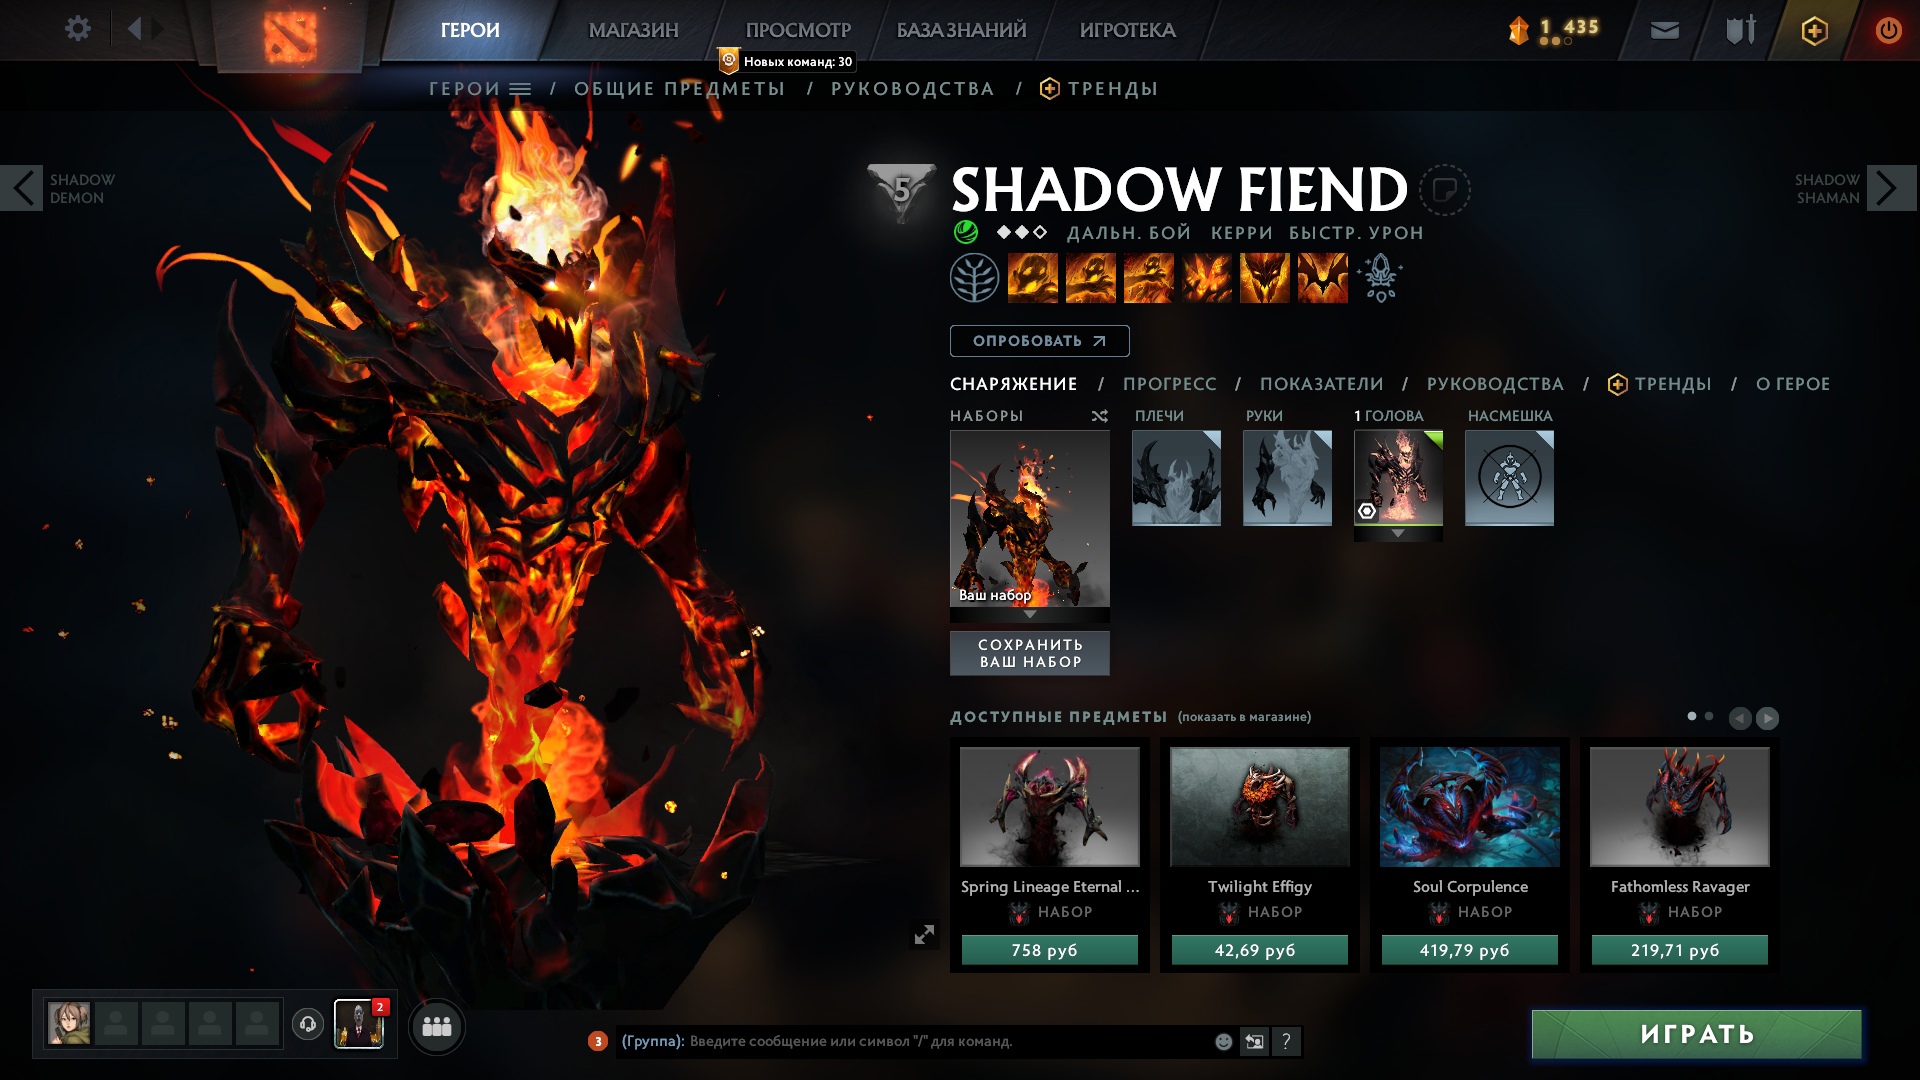 ГЕРОИ
МАГАЗИН
ПРОСМОТР
БАЗА ЗНАНИЙ
ИГРОТЕКА
1 435
Новых команд: 30
ГЕРОИ / ОБЩИЕ ПРЕДМЕТЫ / РУКОВОДСТВА / ТРЕНДЫ
SHADOW
DEMON
5
SHADOW FIEND
SHADOW
SHAMAN
ДАЛЬН. БОЙ КЕРРИ БЫСТР. УРОН
ОПРОБОВАТЬ
СНАРЯЖЕНИЕ / ПРОГРЕСС / ПОКАЗАТЕЛИ / РУКОВОДСТВА / ТРЕНДЫ / О ГЕРОЕ
НАБОРЫ
ПЛЕЧИ
РУКИ
1 ГОЛОВА
НАСМЕШКА
Ваш набор
СОХРАНИТЬ
ВАШ НАБОР
ДОСТУПНЫЕ ПРЕДМЕТЫ (показать в магазине)
Spring Lineage Eternal ...
НАБОР
758 руб
Twilight Effigy
НАБОР
42,69 руб
Soul Corpulence
НАБОР
419,79 руб
Fathomless Ravager
НАБОР
219,71 руб
2
3
(Группа): Введите сообщение или символ "/" для команд.
?
ИГРАТЬ